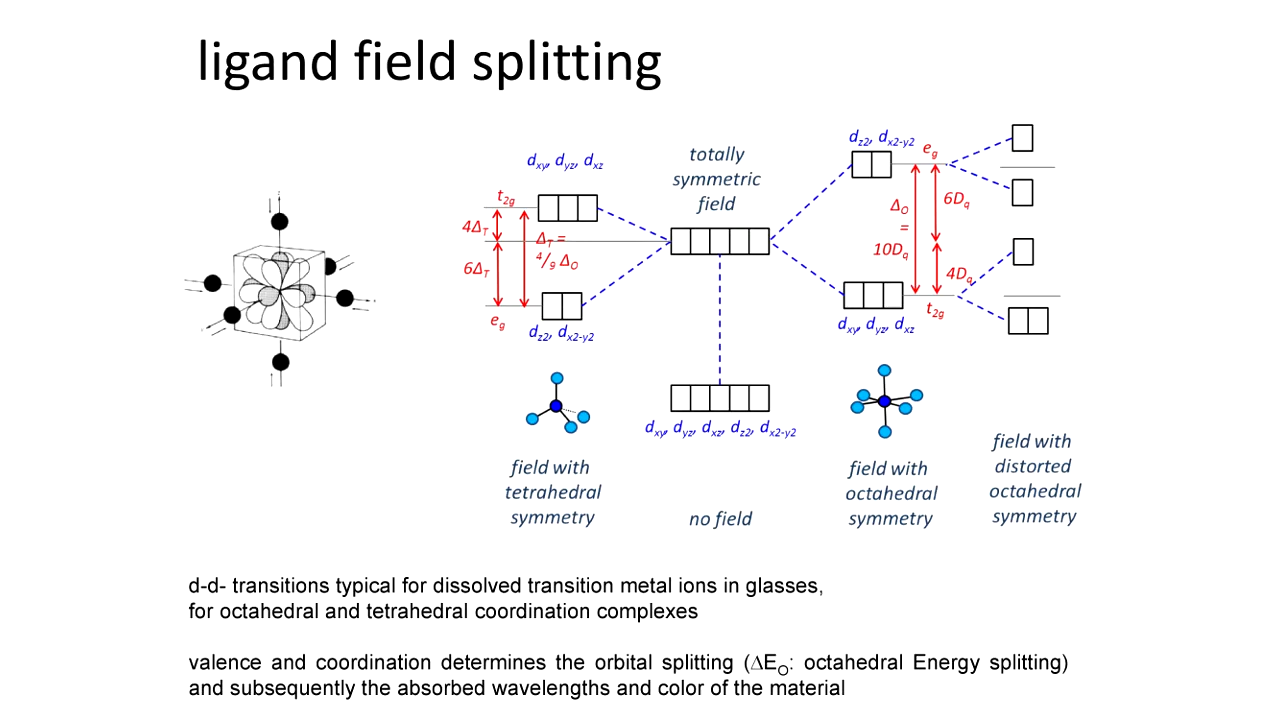 ligand field splitting
dxy, dyz, dxz
t2g
4ΔT
6ΔT
ΔT =
4/9 ΔO
eg
dz2, dx2-y2
totally
symmetric
field
dxy, dyz, dxz, dz2, dx2-y2
dz2, dx2-y2
eg
ΔO
=
10Dq
6Dq
4Dq
t2g
dxy, dyz, dxz
field with
tetrahedral
symmetry
no field
field with
octahedral
symmetry
field with
distorted
octahedral
symmetry
d-d- transitions typical for dissolved transition metal ions in glasses,
for octahedral and tetrahedral coordination complexes
valence and coordination determines the orbital splitting (ΔEO: octahedral Energy splitting)
and subsequently the absorbed wavelengths and color of the material